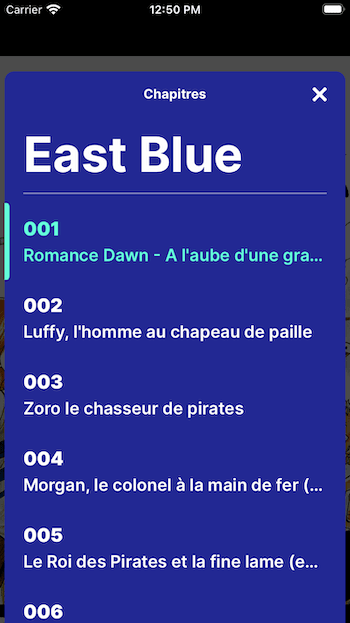 Carrier 12:50 PM
Chapitres
East Blue
001
Romance Dawn - A l'aube d'une gra...
002
Luffy, l'homme au chapeau de paille
003
Zoro le chasseur de pirates
004
Morgan, le colonel à la main de fer (...
005
Le Roi des Pirates et la fine lame (e...
006